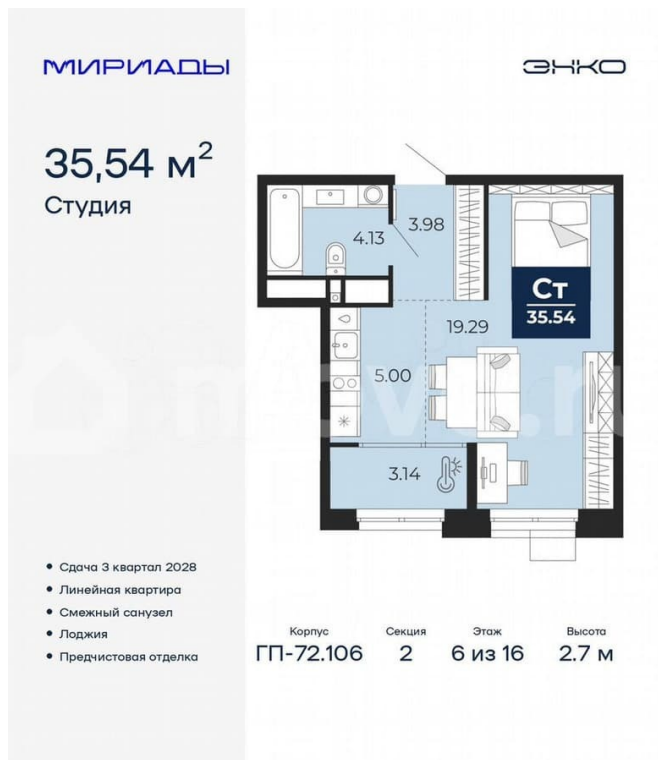 МИРИАДЫ
ЭНКО
35,54 м²
Студия
4.13
3.98
Ст
35.54
19.29
5.00
3.14
• Сдача 3 квартал 2028
• Линейная квартира
• Смежный санузел
• Лоджия
• Предчистовая отделка
Корпус
ГП-72.106
Секция
2
Этаж
6 из 16
Высота
2.7 м